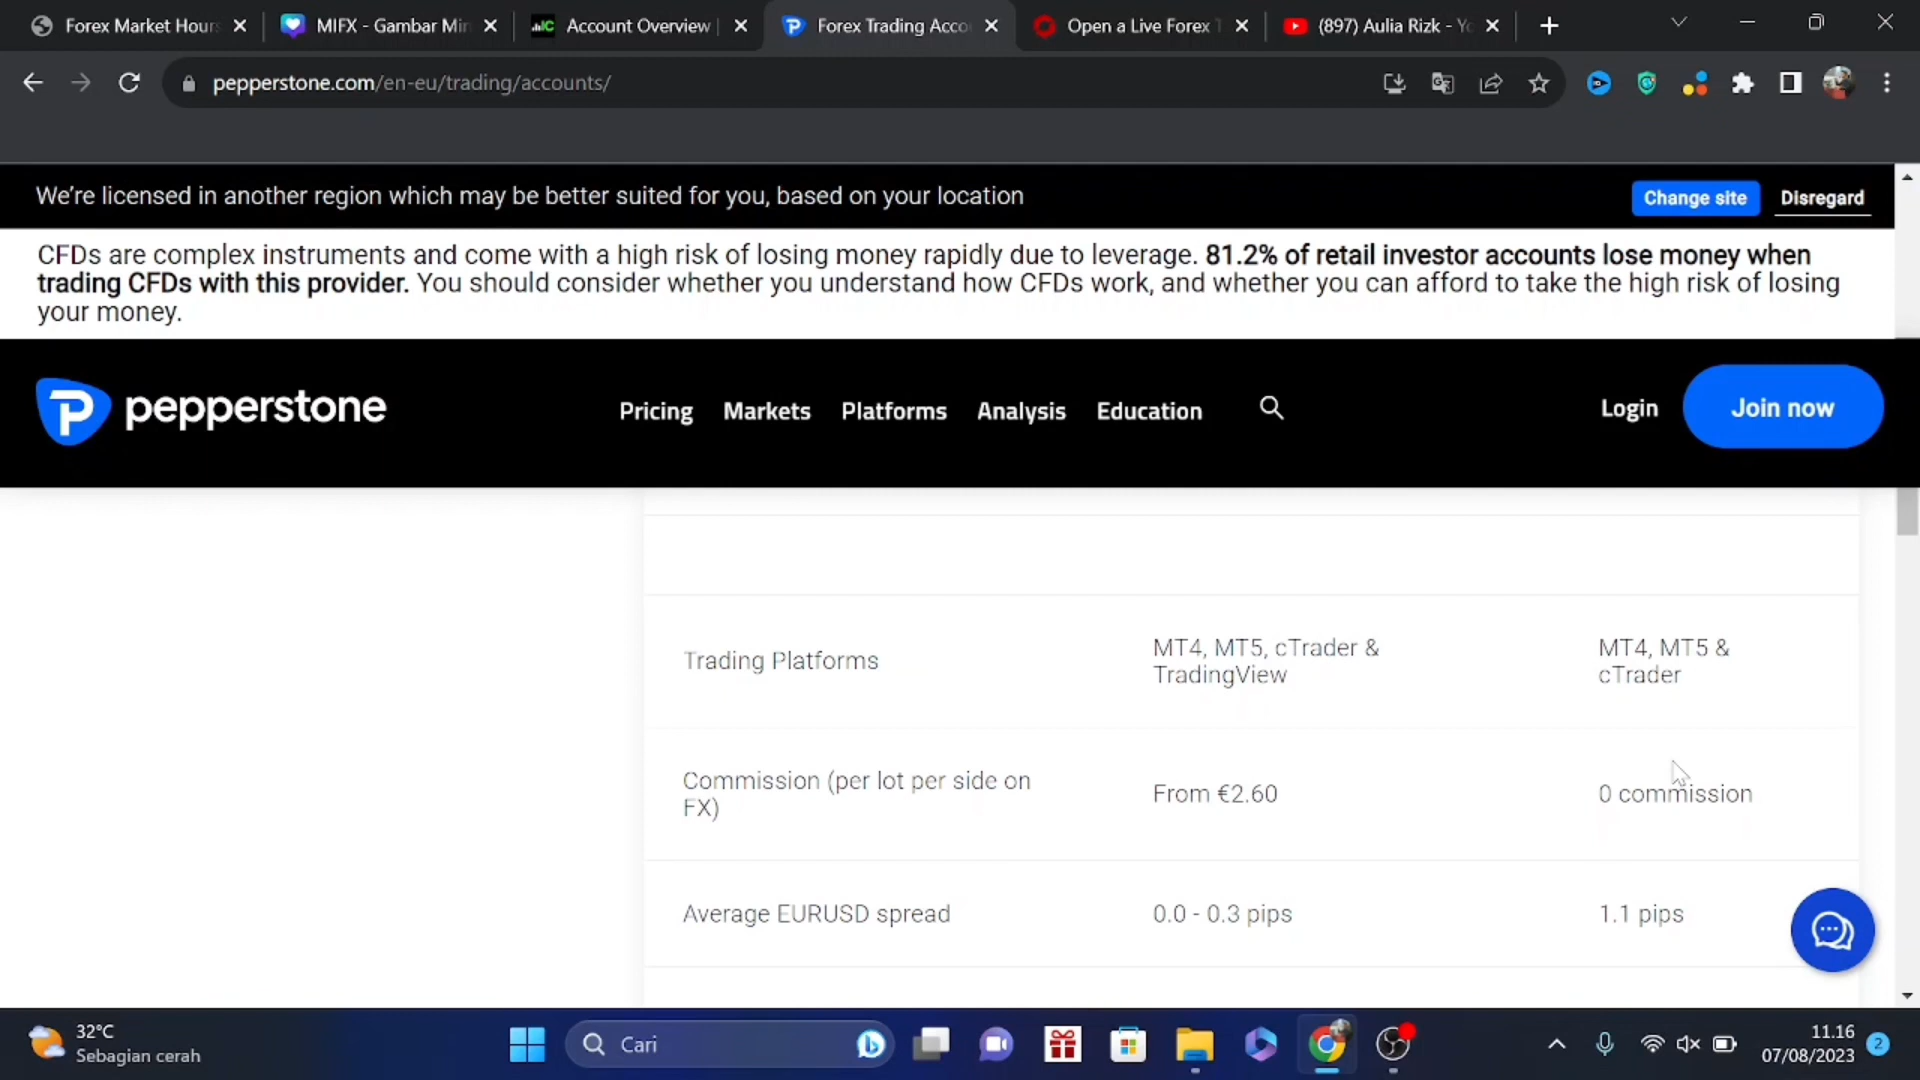 Forex Market Hours
MIFX - Gambar Min
Account Overview |
Forex Trading Acco
Open a Live Forex T
(897) Aulia Rizk - Yo
pepperstone.com/en-eu/trading/accounts/
We're licensed in another region which may be better suited for you, based on your location
Change site
Disregard
CFDs are complex instruments and come with a high risk of losing money rapidly due to leverage. 81.2% of retail investor accounts lose money when
trading CFDs with this provider. You should consider whether you understand how CFDs work, and whether you can afford to take the high risk of losing
your money.
pepperstone
Pricing
Markets
Platforms
Analysis
Education
Login
Join now
Trading Platforms
MT4, MT5, cTrader &
TradingView
MT4, MT5 &
cTrader
Commission (per lot per side on
FX)
From €2.60
0 commission
Average EURUSD spread
0.0 - 0.3 pips
1.1 pips
32°C
Sebagian cerah
Cari
11.16
07/08/2023
2